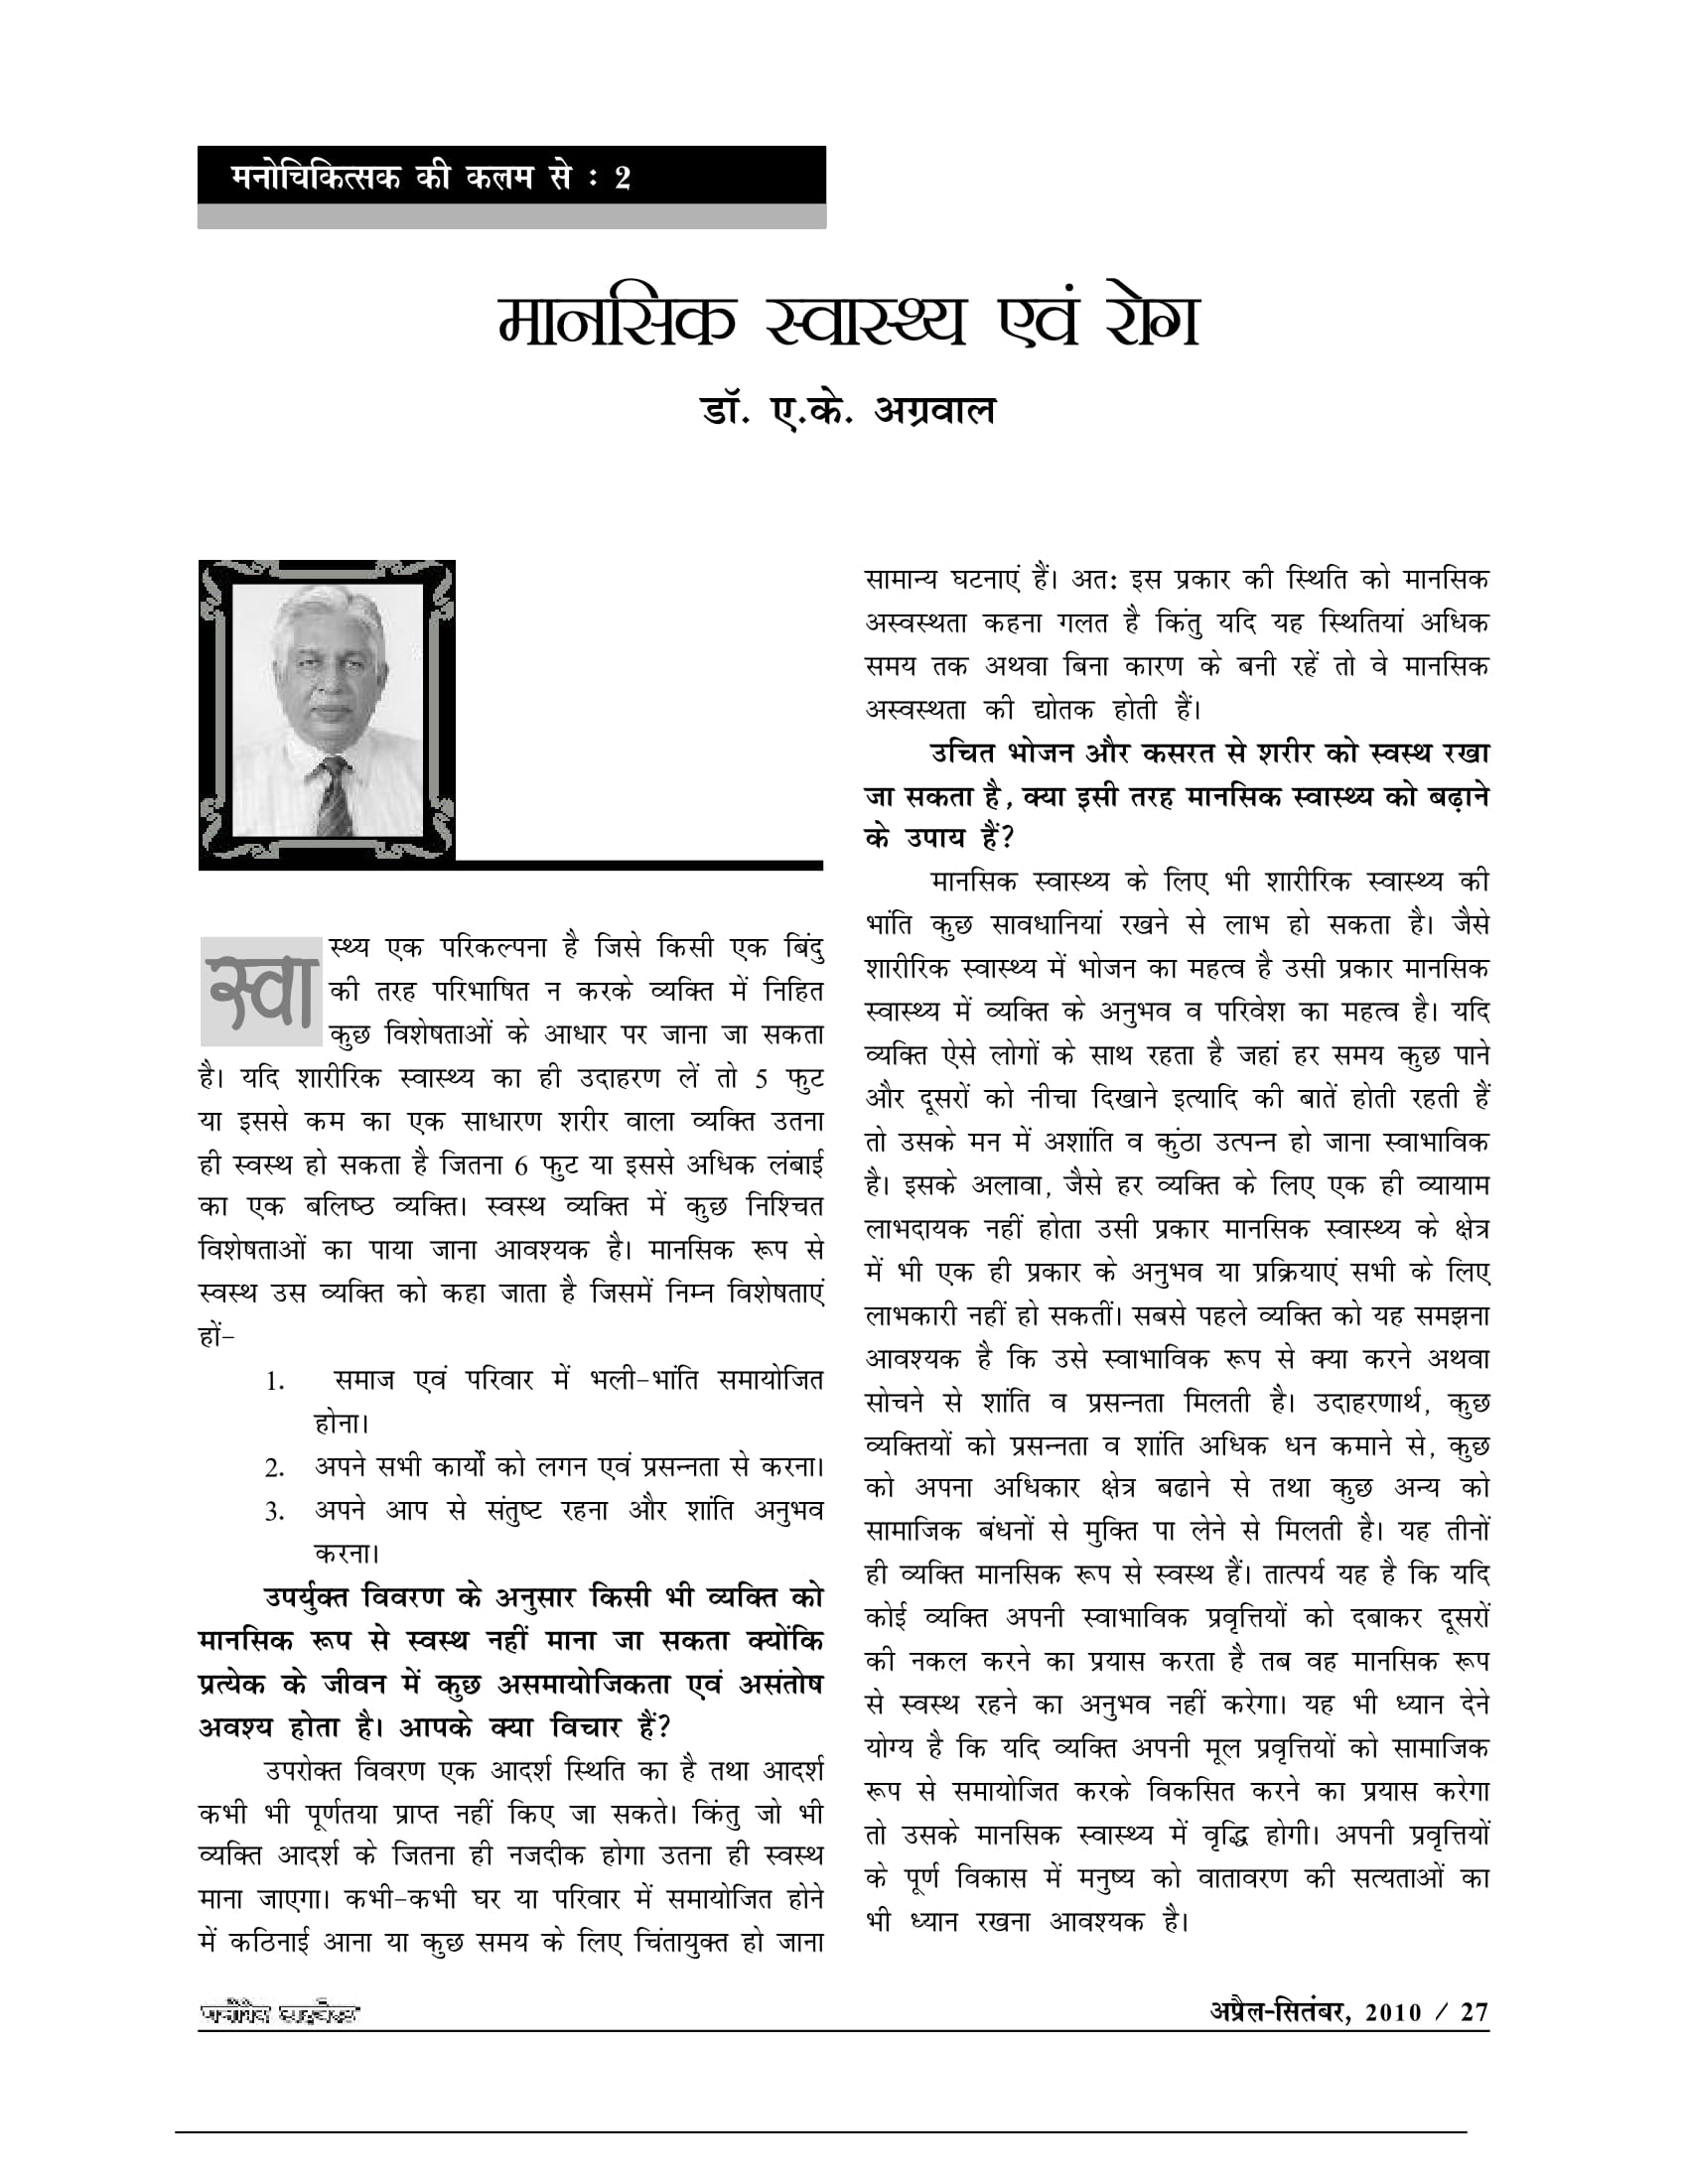 मनोचिकित्सक की कलम से : 2
मानसिक स्वास्थ्य एवं रोग
डॉ. ए.के. अग्रवाल
स्वास्थ्य एक परिकल्पना है जिसे किसी एक बिंदु
की तरह परिभाषित न करके व्यक्ति में निहित
कुछ विशेषताओं के आधार पर जाना जा सकता
है। यदि शारीरिक स्वास्थ्य का ही उदाहरण लें तो 5 फुट
या इससे कम का एक साधारण शरीर वाला व्यक्ति उतना
ही स्वस्थ हो सकता है जितना 6 फुट या इससे अधिक लंबाई
का एक बलिष्ठ व्यक्ति। स्वस्थ व्यक्ति में कुछ निश्चित
विशेषताओं का पाया जाना आवश्यक है। मानसिक रूप से
स्वस्थ उस व्यक्ति को कहा जाता है जिसमें निम्न विशेषताएं
हों-
1. समाज एवं परिवार में भली-भांति समायोजित
होना।
2. अपने सभी कार्यों को लगन एवं प्रसन्नता से करना।
3. अपने आप से संतुष्ट रहना और शांति अनुभव
करना।
उपर्युक्त विवरण के अनुसार किसी भी व्यक्ति को
मानसिक रूप से स्वस्थ नहीं माना जा सकता क्योंकि
प्रत्येक के जीवन में कुछ असमायोजिकता एवं असंतोष
अवश्य होता है। आपके क्या विचार हैं?
उपरोक्त विवरण एक आदर्श स्थिति का है तथा आदर्श
कभी भी पूर्णतया प्राप्त नहीं किए जा सकते। किंतु जो भी
व्यक्ति आदर्श के जितना ही नजदीक होगा उतना ही स्वस्थ
माना जाएगा। कभी-कभी घर या परिवार में समायोजित होने
में कठिनाई आना या कुछ समय के लिए चिंतायुक्त हो जाना
सामान्य घटनाएं हैं। अत: इस प्रकार की स्थिति को मानसिक
अस्वस्थता कहना गलत है किंतु यदि यह स्थितियां अधिक
समय तक अथवा बिना कारण के बनी रहें तो वे मानसिक
अस्वस्थता की द्योतक होती हैं।
उचित भोजन और कसरत से शरीर को स्वस्थ रखा
जा सकता है, क्या इसी तरह मानसिक स्वास्थ्य को बढ़ाने
के उपाय हैं?
मानसिक स्वास्थ्य के लिए भी शारीरिक स्वास्थ्य की
भांति कुछ सावधानियां रखने से लाभ हो सकता है। जैसे
शारीरिक स्वास्थ्य में भोजन का महत्व है उसी प्रकार मानसिक
स्वास्थ्य में व्यक्ति के अनुभव व परिवेश का महत्व है। यदि
व्यक्ति ऐसे लोगों के साथ रहता है जहां हर समय कुछ पाने
और दूसरों को नीचा दिखाने इत्यादि की बातें होती रहती हैं
तो उसके मन में अशांति व कुंठा उत्पन्न हो जाना स्वाभाविक
है। इसके अलावा, जैसे हर व्यक्ति के लिए एक ही व्यायाम
लाभदायक नहीं होता उसी प्रकार मानसिक स्वास्थ्य के क्षेत्र
में भी एक ही प्रकार के अनुभव या प्रक्रियाएं सभी के लिए
लाभकारी नहीं हो सकतीं। सबसे पहले व्यक्ति को यह समझना
आवश्यक है कि उसे स्वाभाविक रूप से क्या करने अथवा
सोचने से शांति व प्रसन्नता मिलती है। उदाहरणार्थ, कुछ
व्यक्तियों को प्रसन्नता व शांति अधिक धन कमाने से, कुछ
को अपना अधिकार क्षेत्र बढाने से तथा कुछ अन्य को
सामाजिक बंधनों से मुक्ति पा लेने से मिलती है। यह तीनों
ही व्यक्ति मानसिक रूप से स्वस्थ हैं। तात्पर्य यह है कि यदि
कोई व्यक्ति अपनी स्वाभाविक प्रवृत्तियों को दबाकर दूसरों
की नकल करने का प्रयास करता है तब वह मानसिक रूप
से स्वस्थ रहने का अनुभव नहीं करेगा। यह भी ध्यान देने
योग्य है कि यदि व्यक्ति अपनी मूल प्रवृत्तियों को सामाजिक
रूप से समायोजित करके विकसित करने का प्रयास करेगा
तो उसके मानसिक स्वास्थ्य में वृद्धि होगी। अपनी प्रवृत्तियों
के पूर्ण विकास में मनुष्य को वातावरण की सत्यताओं का
भी ध्यान रखना आवश्यक है।
अप्रैल-सितंबर, 2010 / 27